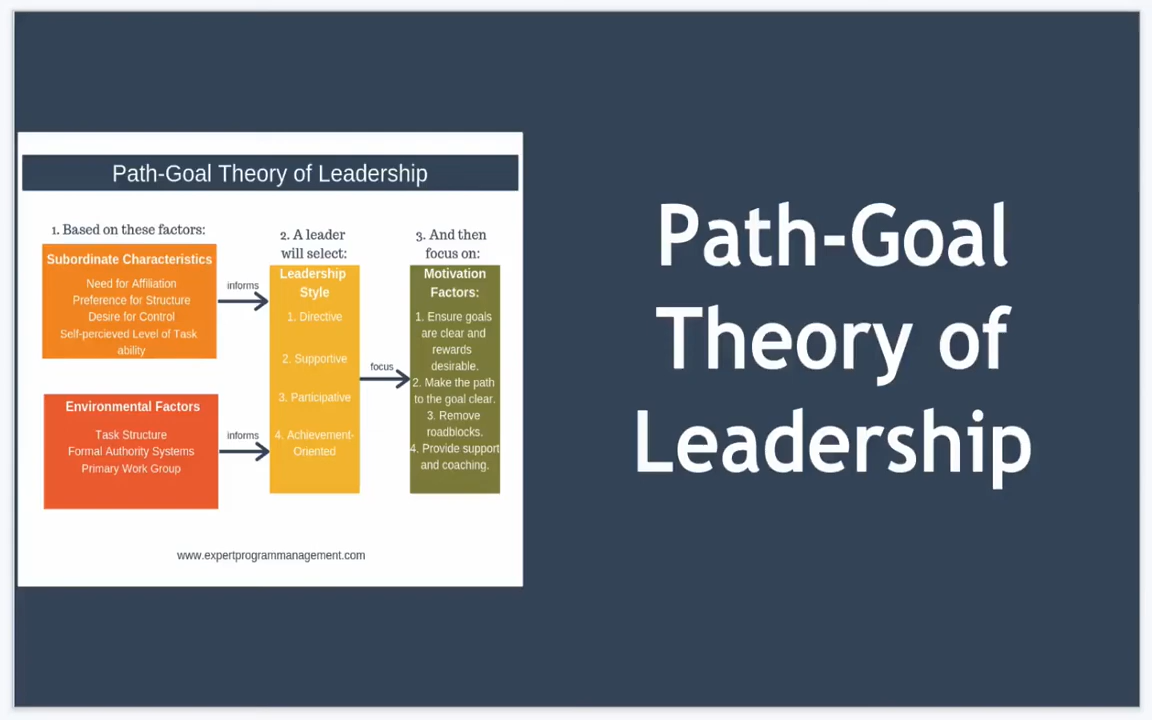 Path-Goal Theory of Leadership
1. Based on these factors:
Subordinate Characteristics
Need for Affiliation
Preference for Structure
Desire for Control
Self-percieved Level of Task
ability
informs
Environmental Factors
Task Structure
Formal Authority Systems
Primary Work Group
informs
2. A leader
will select:
Leadership
Style
1. Directive
2. Supportive
3. Participative
4. Achievement-
Oriented
focus
3. And then
focus on:
Motivation
Factors:
1. Ensure goals
are clear and
rewards
desirable.
2. Make the path
to the goal clear.
3. Remove
roadblocks.
4. Provide support
and coaching.
www.expertprogrammanagement.com
Path-Goal
Theory of
Leadership